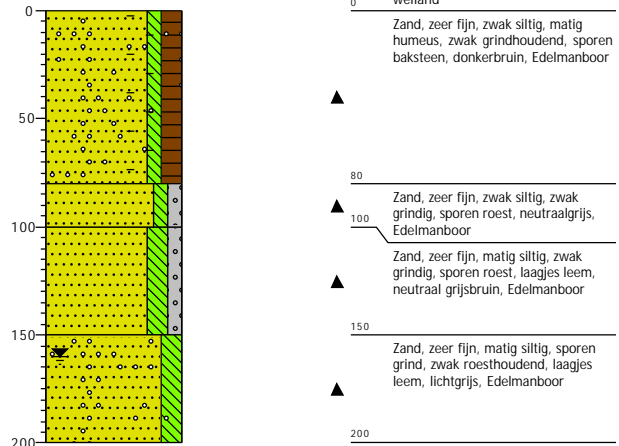 weiland
0
0
Zand, zeer fijn, zwak siltig, matig
humeus, zwak grindhoudend, sporen
baksteen, donkerbruin, Edelmanboor
50
80
Zand, zeer fijn, zwak siltig, zwak
grindig, sporen roest, neutraalgrijs,
Edelmanboor
100
100
Zand, zeer fijn, matig siltig, zwak
grindig, sporen roest, laagjes leem,
neutraal grijsbruin, Edelmanboor
150
150
Zand, zeer fijn, matig siltig, sporen
grind, zwak roesthoudend, laagjes
leem, lichtgrijs, Edelmanboor
200
200